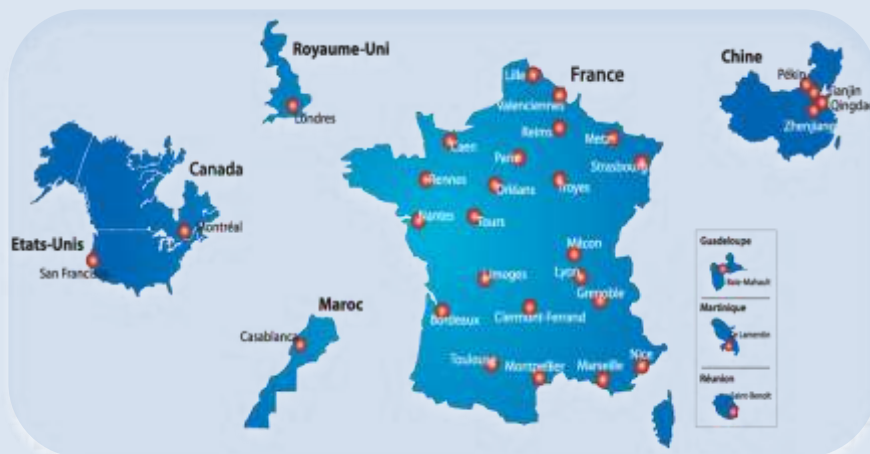 Royaume-Uni
Londres
Canada
Montréal
Etats-Unis
San Francisco
Maroc
Casablanca
France
Lille
Valenciennes
Reims
Metz
Caen
Paris
Strasbourg
Rennes
Orléans
Troyes
Nantes
Tours
Mâcon
Limoges
Lyon
Grenoble
Bordeaux
Clermont-Ferrand
Toulouse
Montpellier
Marseille
Nice
Chine
Pékin
Tianjin
Qingdao
Zhenjiang
Guadeloupe
Baie-Mahault
Martinique
Le Lamentin
Réunion
Saint-Benoît